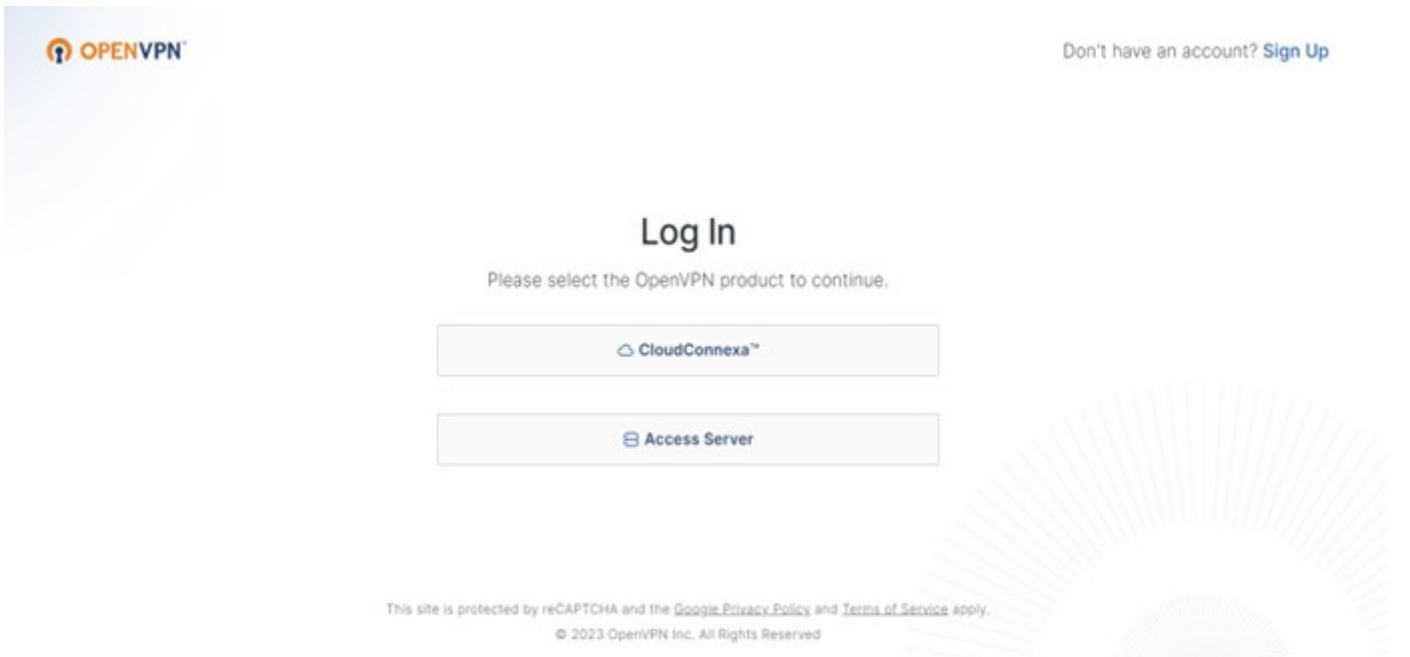 OPENVPN®
Don't have an account? Sign Up
Log In
Please select the OpenVPN product to continue.
CloudConnexa™
Access Server
This site is protected by reCAPTCHA and the Google Privacy Policy and Terms of Service apply.
© 2023 OpenVPN Inc. All Rights Reserved